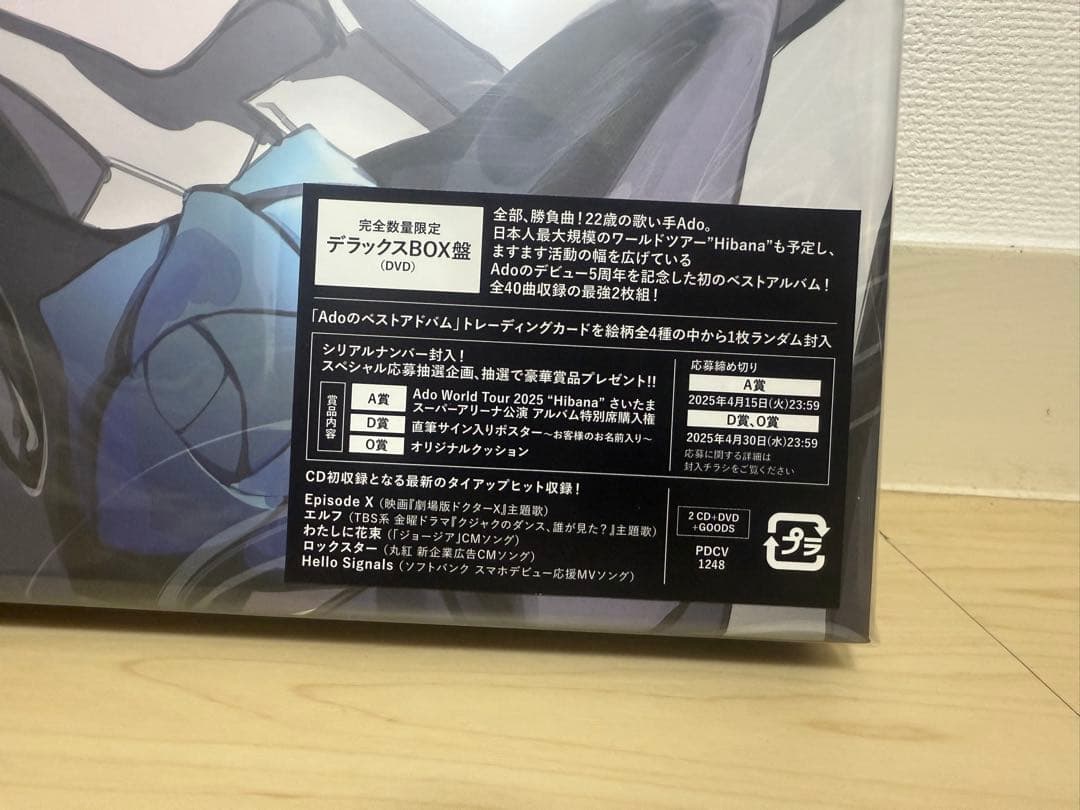 完全数量限定
デラックスBOX盤
(DVD)
全部、勝負曲！22歳の歌い手Ado。
日本人最大規模のワールドツアー"Hibana"も予定し、
ますます活動の幅を広げている
Adoのデビュー5周年を記念した初のベストアルバム！
全40曲収録の最強2枚組！
「Adoのベストアドバム」トレーディングカードを絵柄全4種の中から1枚ランダム封入
シリアルナンバー封入！
スペシャル応募抽選企画、抽選で豪華賞品プレゼント!!
賞品内容
A賞
Ado World Tour 2025 “Hibana” さいたま
スーパーアリーナ公演 アルバム特別席購入権
D賞
直筆サイン入りポスター～お客様のお名前入り～
O賞
オリジナルクッション
応募締め切り
A賞
2025年4月15日(火)23:59
D賞、O賞
2025年4月30日(水)23:59
応募に関する詳細は
封入チラシをご覧ください
CD初収録となる最新のタイアップヒット収録！
Episode X（映画『劇場版ドクターX』主題歌）
エルフ（TBS系 金曜ドラマ『クジャクのダンス、誰が見た？』主題歌）
わたしに花束（「ジョージア」CMソング）
ロックスター（丸紅 新企業広告CMソング）
Hello Signals（ソフトバンク スマホデビュー応援MVソング）
2 CD+DVD
+GOODS
PDCV
1248
プラ